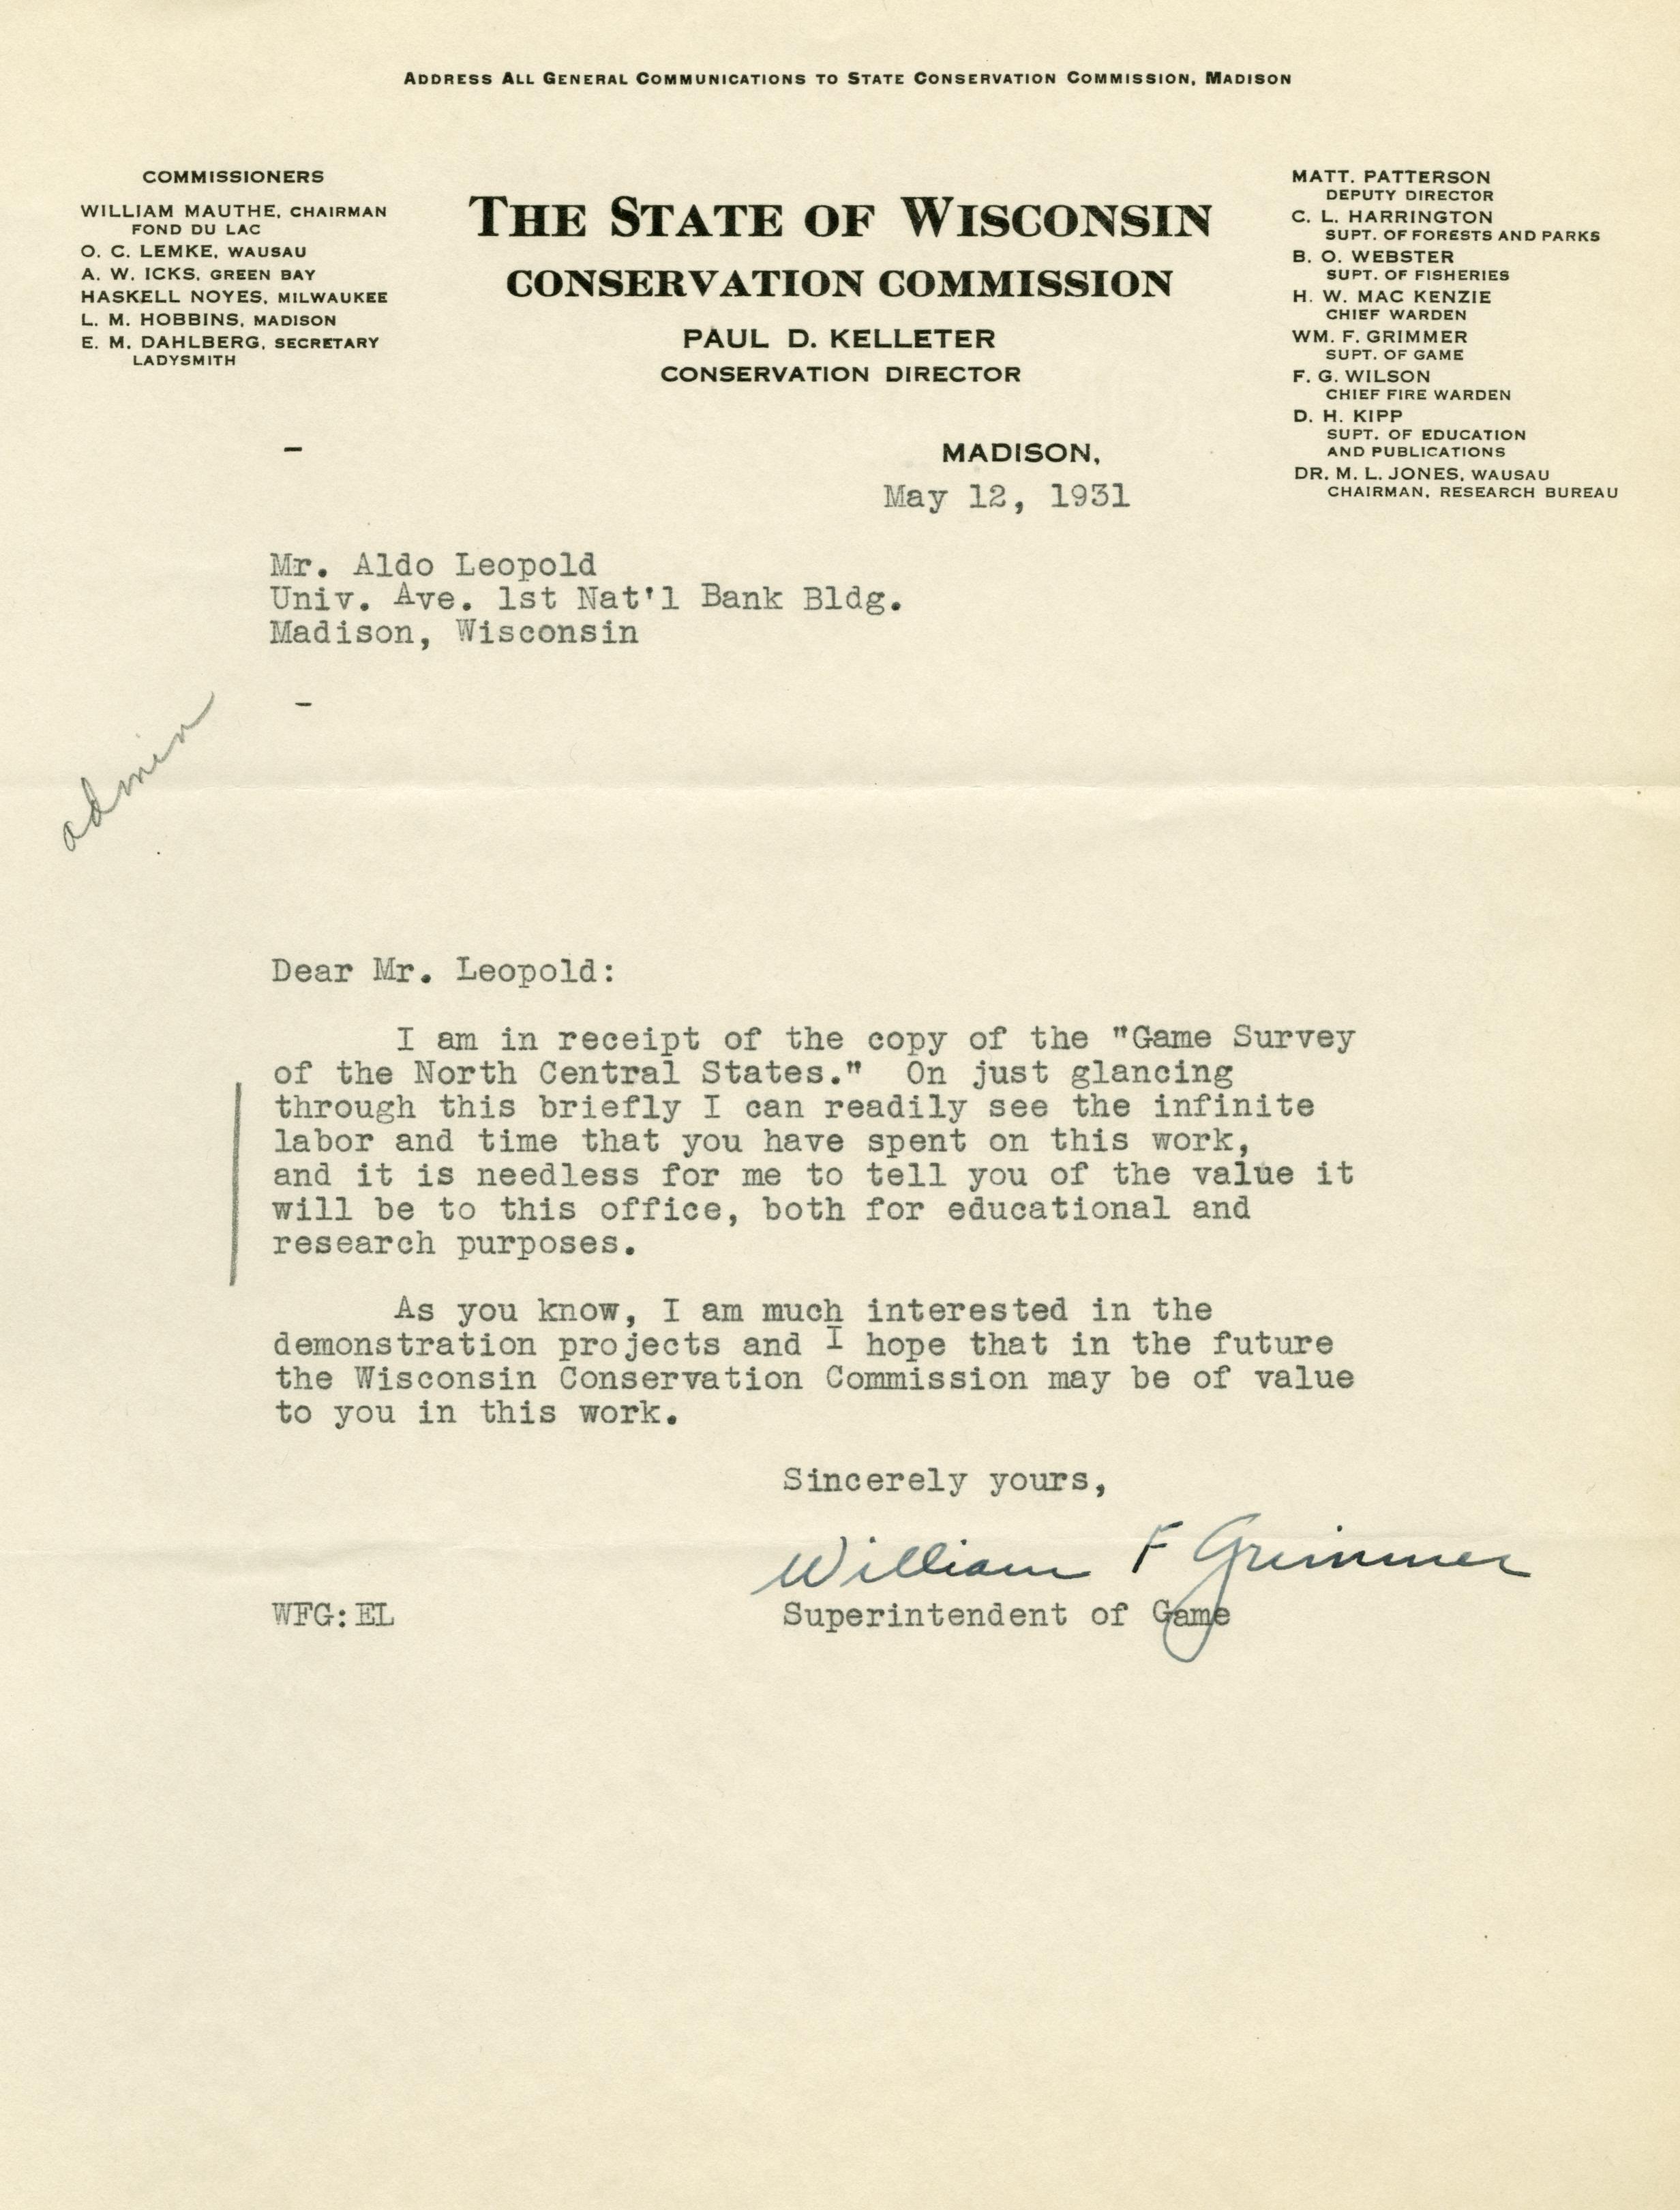 ADDRESS ALL GENERAL COMMUNICATIONS TO STATE CONSERVATION COMMISSION, MADISON
COMMISSIONERS
WILLIAM MAUTHE, CHAIRMAN
FOND DU LAC
O. C. LEMKE, WAUSAU
A. W. ICKS, GREEN BAY
HASKELL NOYES, MILWAUKEE
L. M. HOBBINS, MADISON
E. M. DAHLBERG, SECRETARY
LADYSMITH
THE STATE OF WISCONSIN
CONSERVATION COMMISSION
PAUL D. KELLETER
CONSERVATION DIRECTOR
MATT. PATTERSON
DEPUTY DIRECTOR
C. L. HARRINGTON
SUPT. OF FORESTS AND PARKS
B. O. WEBSTER
SUPT. OF FISHERIES
H. W. MAC KENZIE
CHIEF WARDEN
WM. F. GRIMMER
SUPT. OF GAME
F. G. WILSON
CHIEF FIRE WARDEN
D. H. KIPP
SUPT. OF EDUCATION
AND PUBLICATIONS
DR. M. L. JONES, WAUSAU
CHAIRMAN, RESEARCH BUREAU
MADISON,
May 12, 1931
Mr. Aldo Leopold
Univ. Ave. 1st Nat'l Bank Bldg.
Madison, Wisconsin
admin
Dear Mr. Leopold:
I am in receipt of the copy of the "Game Survey
of the North Central States." On just glancing
through this briefly I can readily see the infinite
labor and time that you have spent on this work,
and it is needless for me to tell you of the value it
will be to this office, both for educational and
research purposes.
As you know, I am much interested in the
demonstration projects and I hope that in the future
the Wisconsin Conservation Commission may be of value
to you in this work.
Sincerely yours,
William F Grimmer
WFG:EL Superintendent of Game